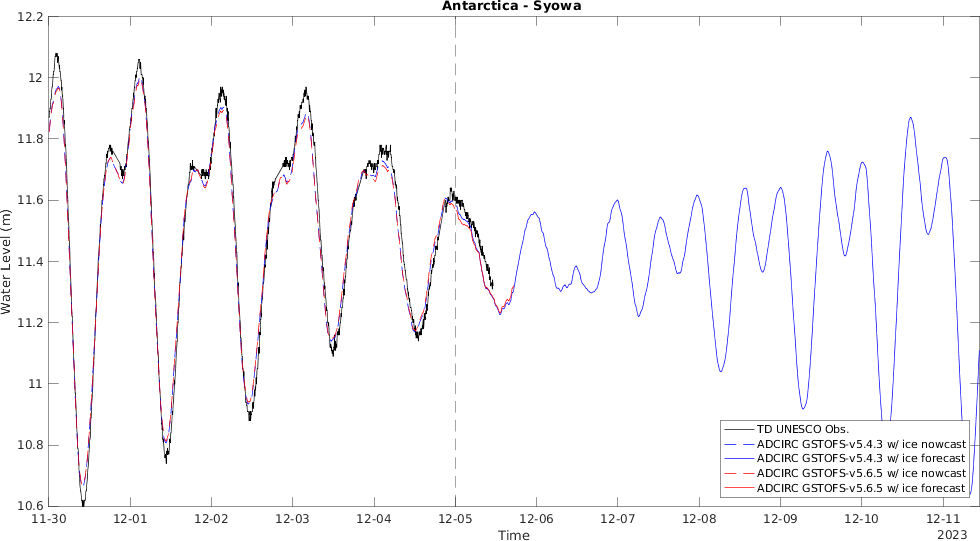 Antarctica - Syowa
12.2
12
11.8
11.6
11.4
11.2
11
10.8
10.6
Water Level (m)
11-30
12-01
12-02
12-03
12-04
12-05
12-06
12-07
12-08
12-09
12-10
12-11
Time
2023
TD UNESCO Obs.
ADCIRC GSTOFS-v5.4.3 w/ ice nowcast
ADCIRC GSTOFS-v5.4.3 w/ ice forecast
ADCIRC GSTOFS-v5.6.5 w/ ice nowcast
ADCIRC GSTOFS-v5.6.5 w/ ice forecast